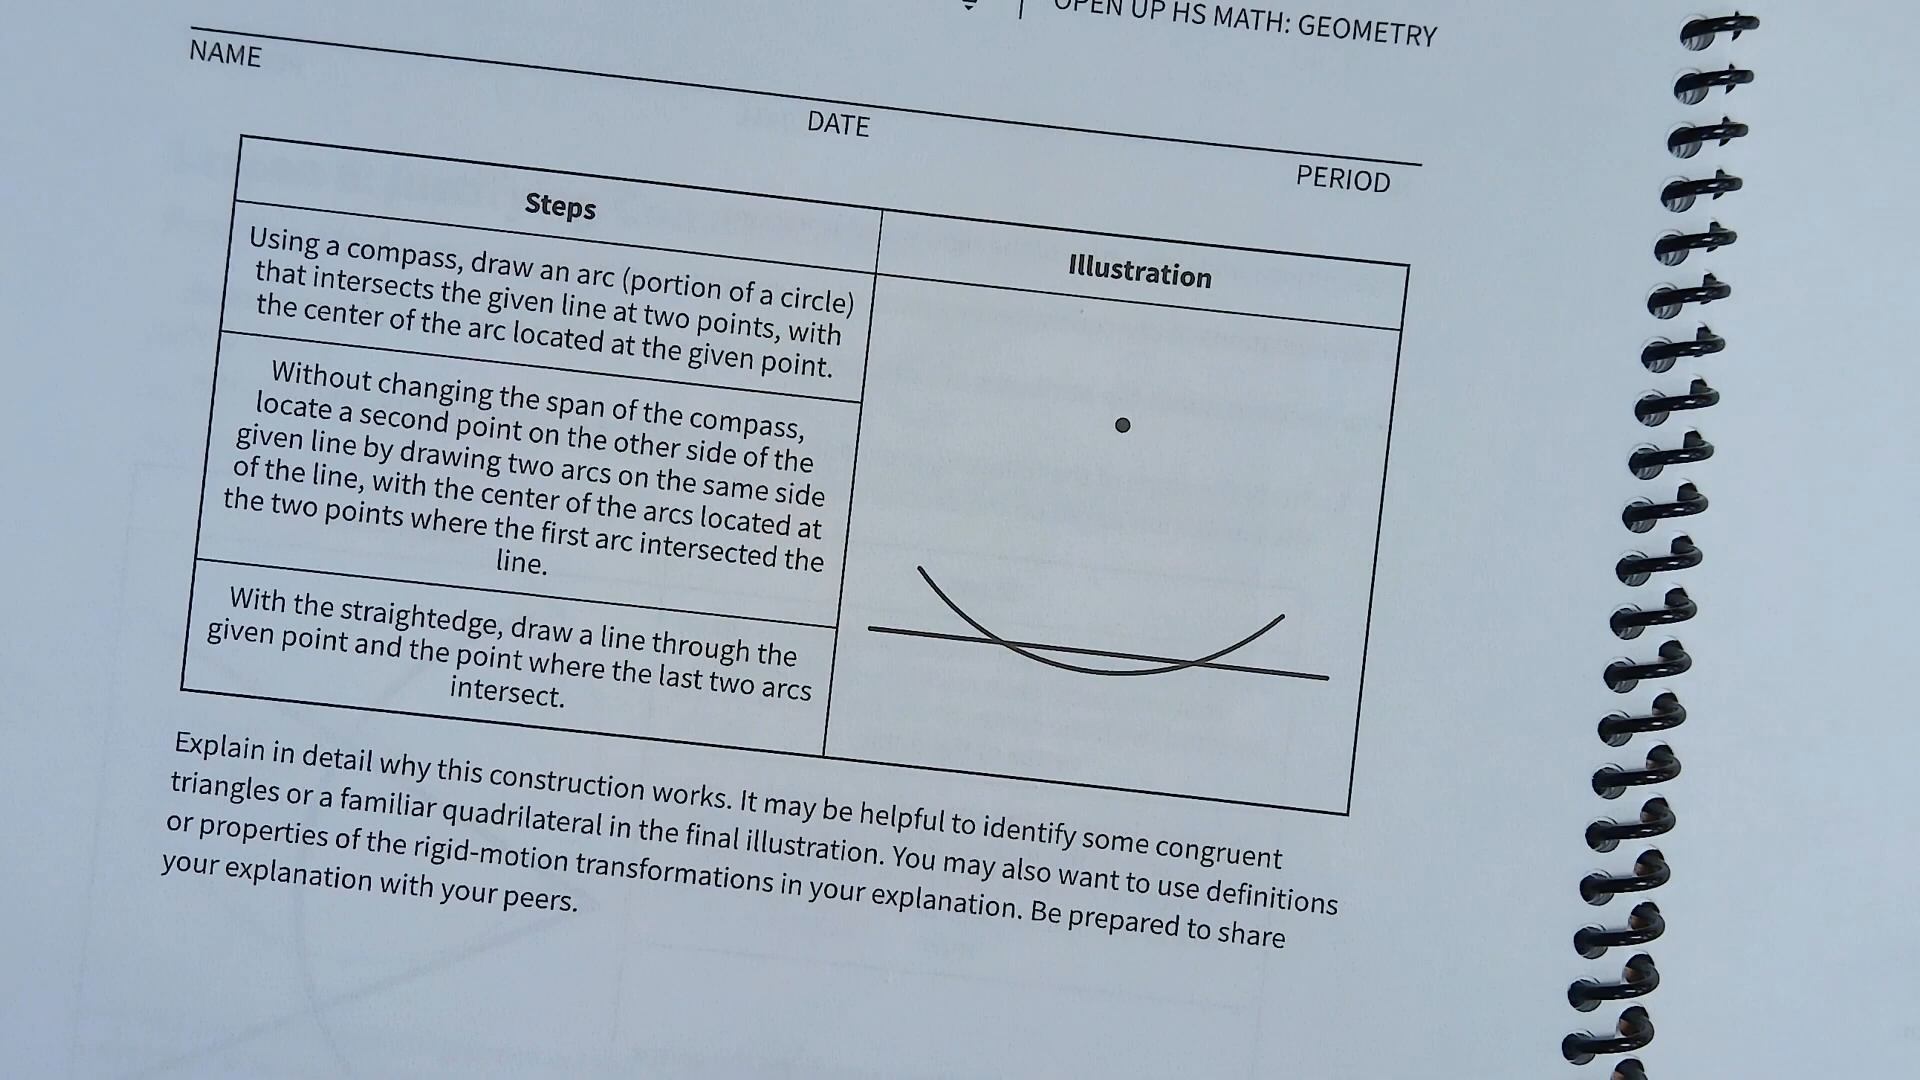 OPEN UP HS MATH: GEOMETRY
NAME
DATE
PERIOD
Steps
Illustration
Using a compass, draw an arc (portion of a circle)
that intersects the given line at two points, with
the center of the arc located at the given point.
Without changing the span of the compass,
locate a second point on the other side of the
given line by drawing two arcs on the same side
of the line, with the center of the arcs located at
the two points where the first arc intersected the
line.
With the straightedge, draw a line through the
given point and the point where the last two arcs
intersect.
Explain in detail why this construction works. It may be helpful to identify some congruent
triangles or a familiar quadrilateral in the final illustration. You may also want to use definitions
or properties of the rigid-motion transformations in your explanation. Be prepared to share
your explanation with your peers.